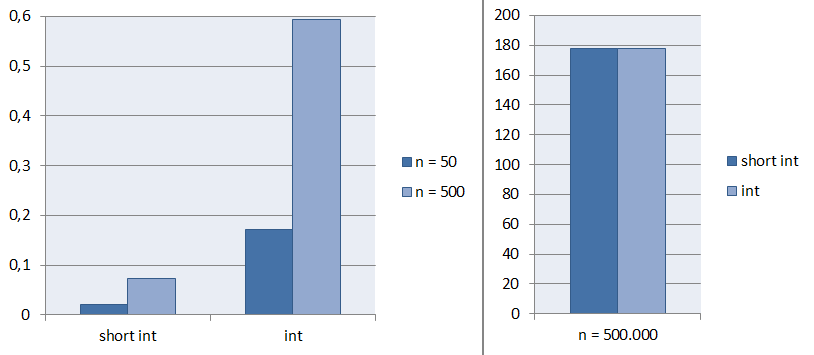 0,6
0,5
0,4
0,3
0,2
0,1
0
short int
int
n = 50
n = 500
200
180
160
140
120
100
80
60
40
20
0
n = 500.000
short int
int